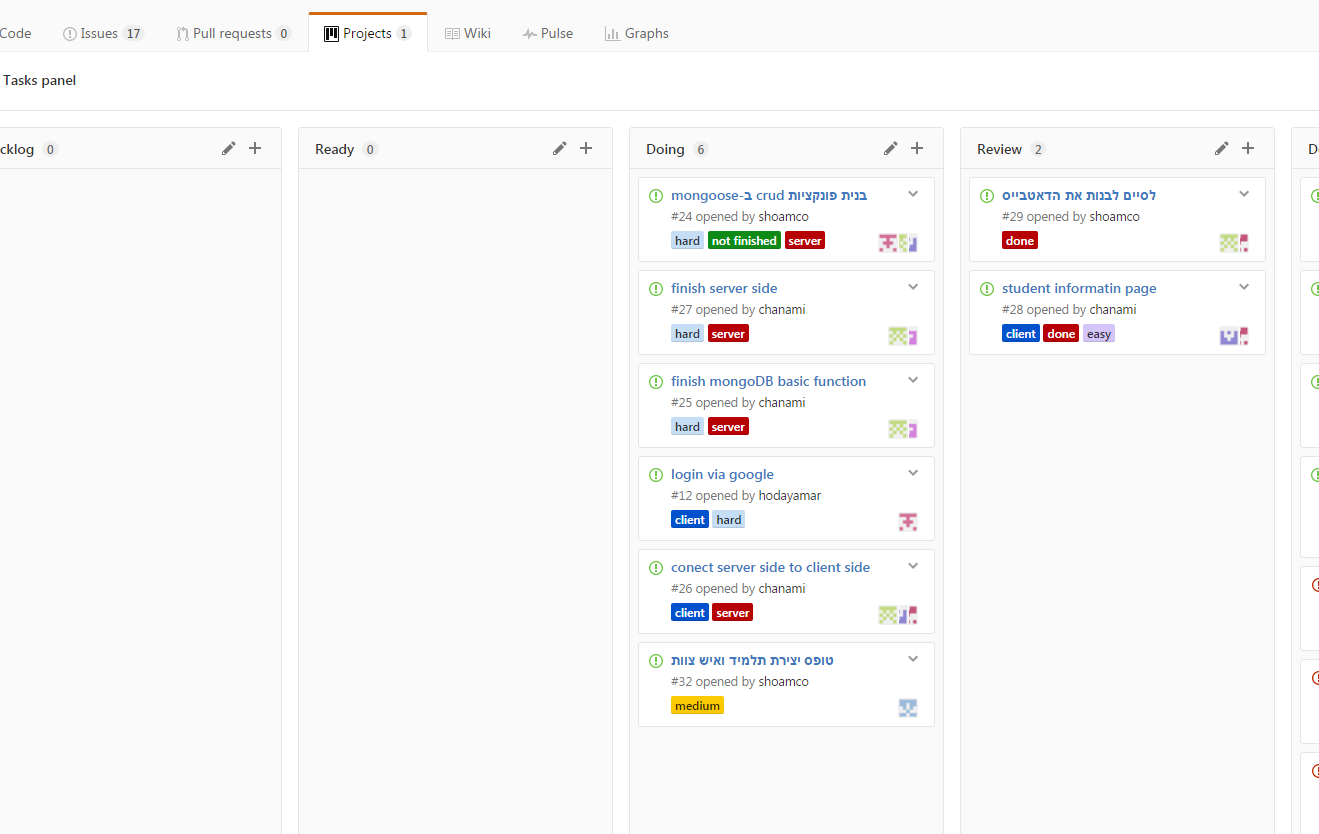 Code Issues 17 Pull requests 0 Projects 1 Wiki Pulse Graphs
Tasks panel
cklog 0
Ready 0
Doing 6
בנית פונקציות crud ב-mongoose
#24 opened by shoamco
hard not finished server
finish server side
#27 opened by chanami
hard server
finish mongoDB basic function
#25 opened by chanami
hard server
login via google
#12 opened by hodayamar
client hard
conect server side to client side
#26 opened by chanami
client server
טופס יצירת תלמיד ואיש צוות
#32 opened by shoamco
medium
Review 2
לסיים לבנות את הדאטבייס
#29 opened by shoamco
done
student informatin page
#28 opened by chanami
client done easy